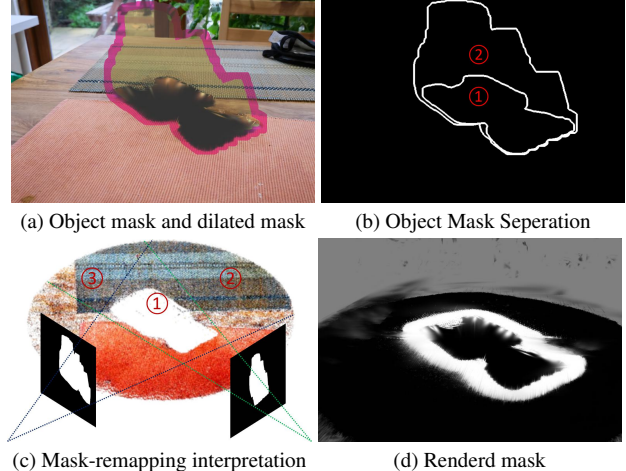 (a) Object mask and dilated mask
②
①
(b) Object Mask Seperation
③
②
①
(c) Mask-remapping interpretation
(d) Renderd mask